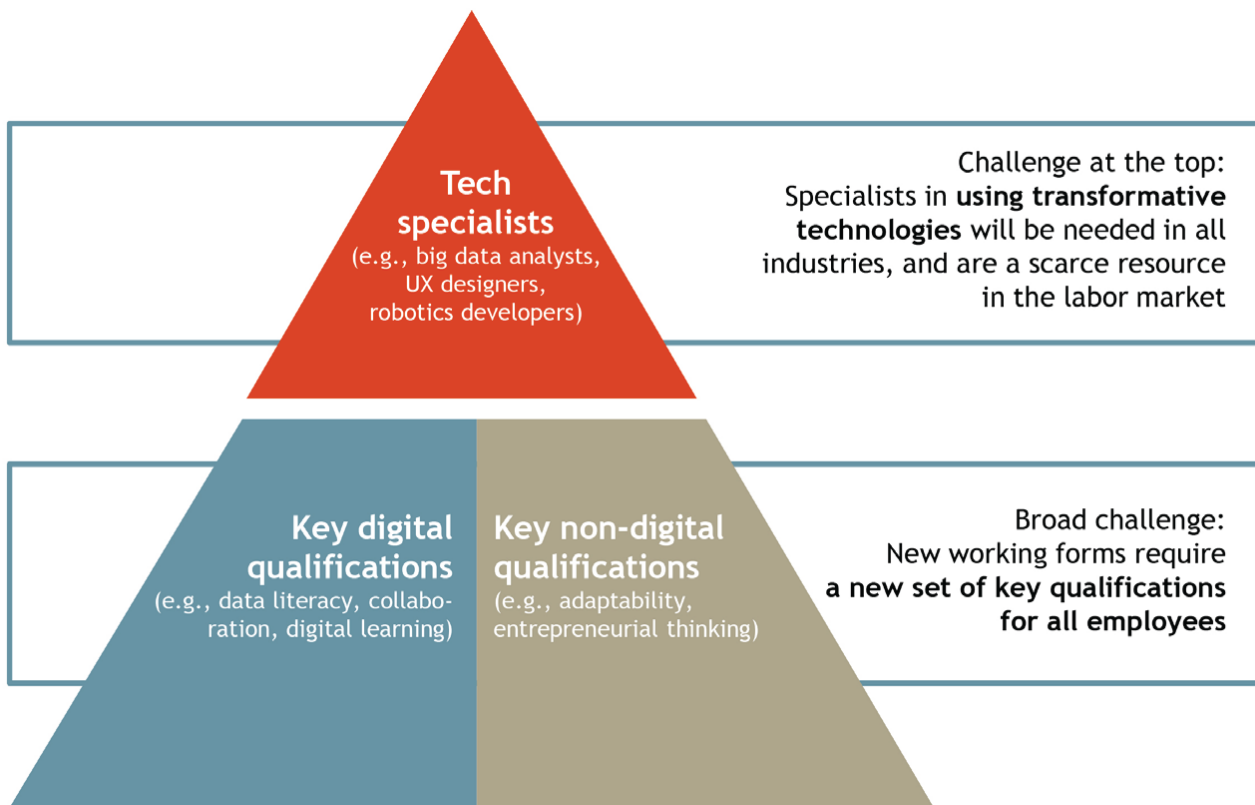 Tech
specialists
(e.g., big data analysts,
UX designers,
robotics developers)
Challenge at the top:
Specialists in using transformative
technologies will be needed in all
industries, and are a scarce resource
in the labor market
Key digital
qualifications
(e.g., data literacy, collabo-
ration, digital learning)
Key non-digital
qualifications
(e.g., adaptability,
entrepreneurial thinking)
Broad challenge:
New working forms require
a new set of key qualifications
for all employees